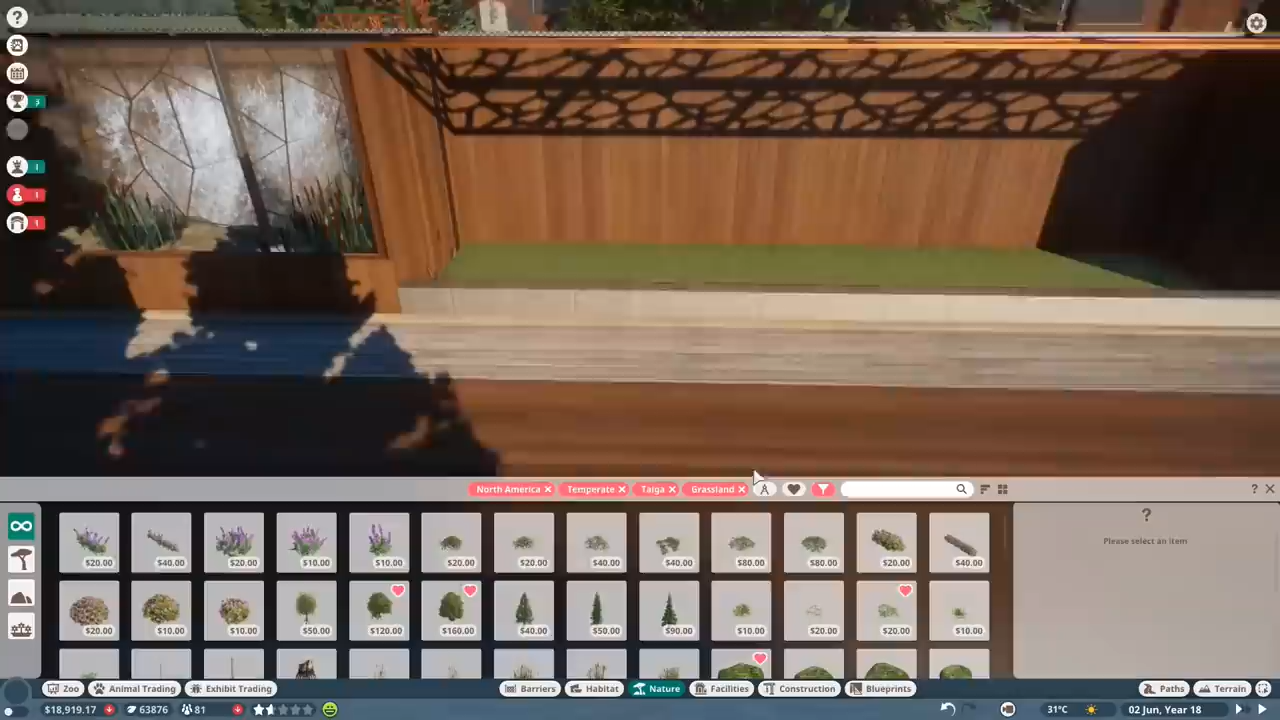 ?
3
1
1
1
North America × Temperate × Taiga × Grassland ×
? ×
$20.00 $40.00 $20.00 $10.00 $10.00 $20.00 $20.00 $40.00 $40.00 $80.00 $80.00 $20.00 $40.00
?
Please select an item
$20.00 $10.00 $10.00 $50.00 $120.00 $160.00 $40.00 $50.00 $90.00 $10.00 $20.00 $20.00 $10.00
Zoo Animal Trading Exhibit Trading Barriers Habitat Nature Facilities Construction Blueprints Paths Terrain
$18,919.17 63876 81 31°C 02 Jun, Year 18